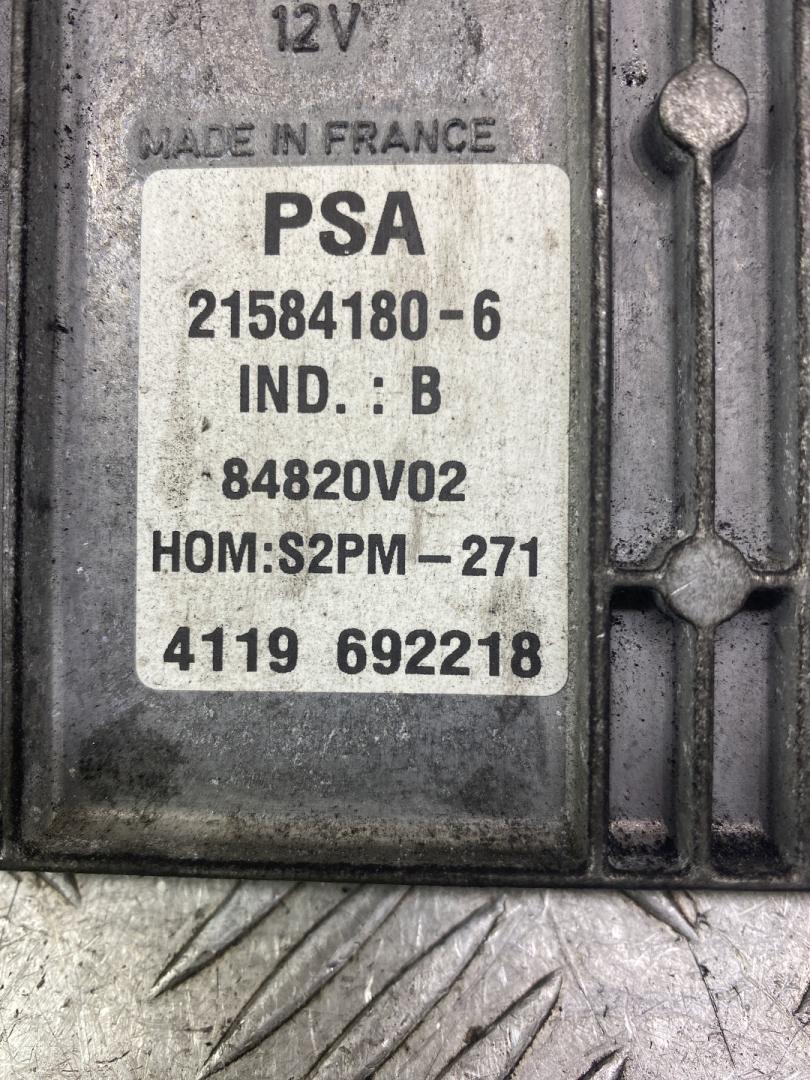 12V
MADE IN FRANCE
PSA
21584180-6
IND. : B
84820V02
HOM:S2PM-271
4119 692218